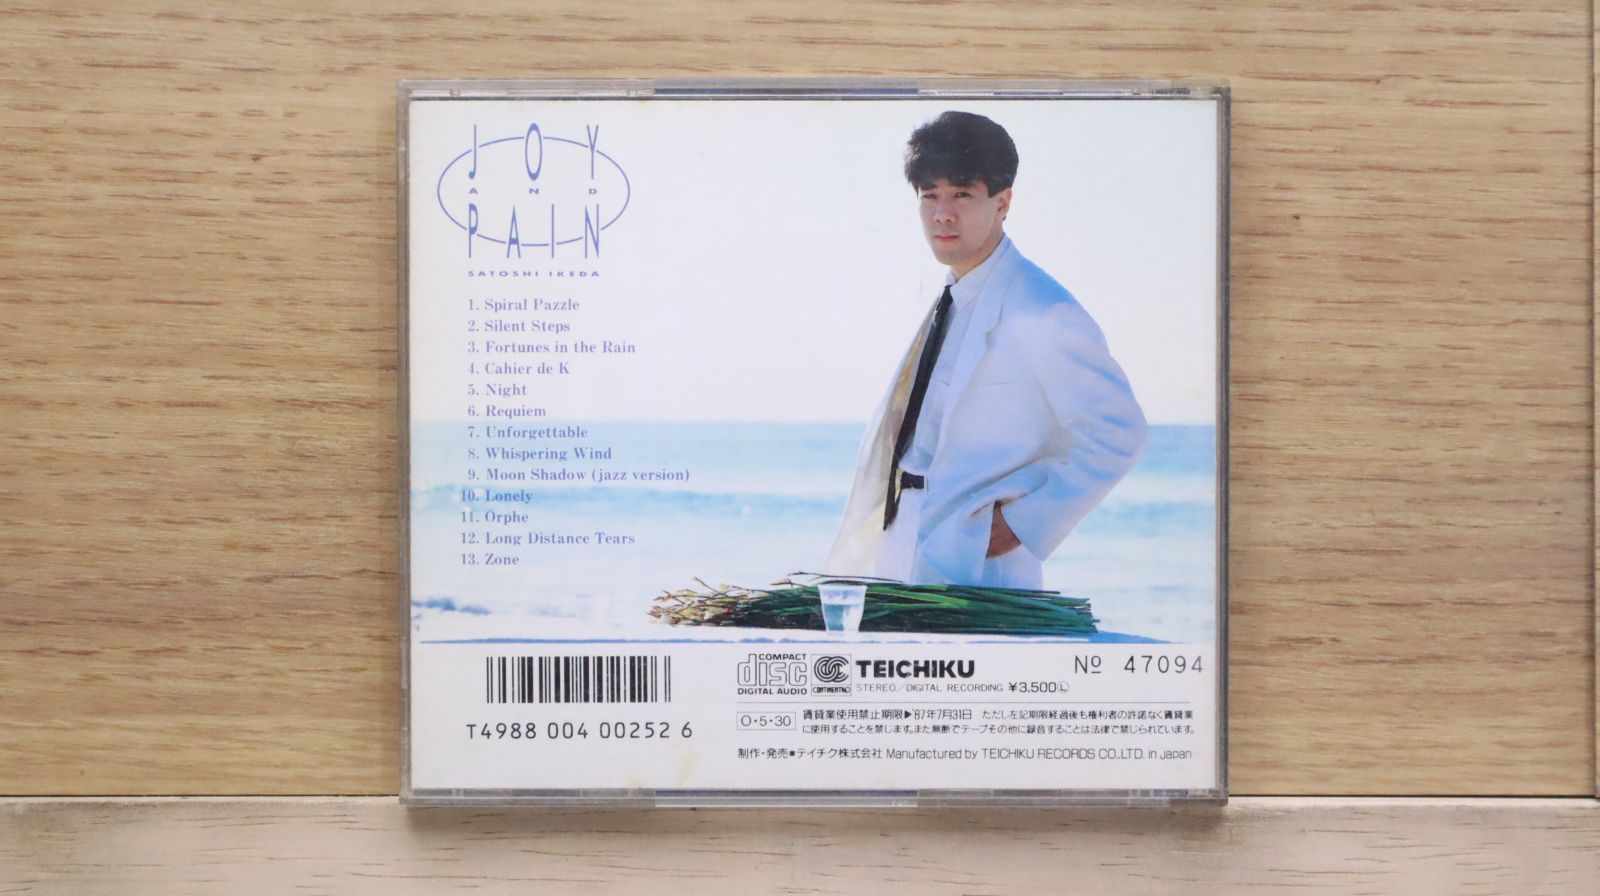 JOY
AND
PAIN
SATOSHI IKEDA
1. Spiral Pazzle
2. Silent Steps
3. Fortunes in the Rain
4. Cahier de K
5. Night
6. Requiem
7. Unforgettable
8. Whispering Wind
9. Moon Shadow (jazz version)
10. Lonely
11. Orphe
12. Long Distance Tears
13. Zone
T4988 004 00252 6
COMPACT
disc
DIGITAL AUDIO
CONTINENTAL
TEICHIKU
STEREO/DIGITAL RECORDING ¥3,500Ⓛ
Nº 47094
O・5・30
賃貸業使用禁止期限▶'87年7月31日 ただし左記期限経過後も権利者の許諾なく賃貸業
に使用することを禁じます。また無断でテープその他に録音することは法律で禁じられています。
制作・発売■テイチク株式会社 Manufactured by TEICHIKU RECORDS CO.,LTD. in Japan